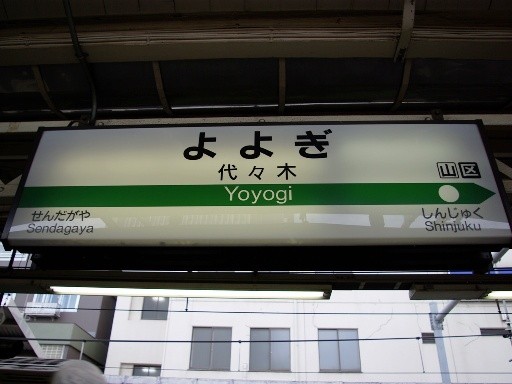 よよぎ
代々木
山 区
Yoyogi
せんだがや
Sendagaya
しんじゅく
Shinjuku